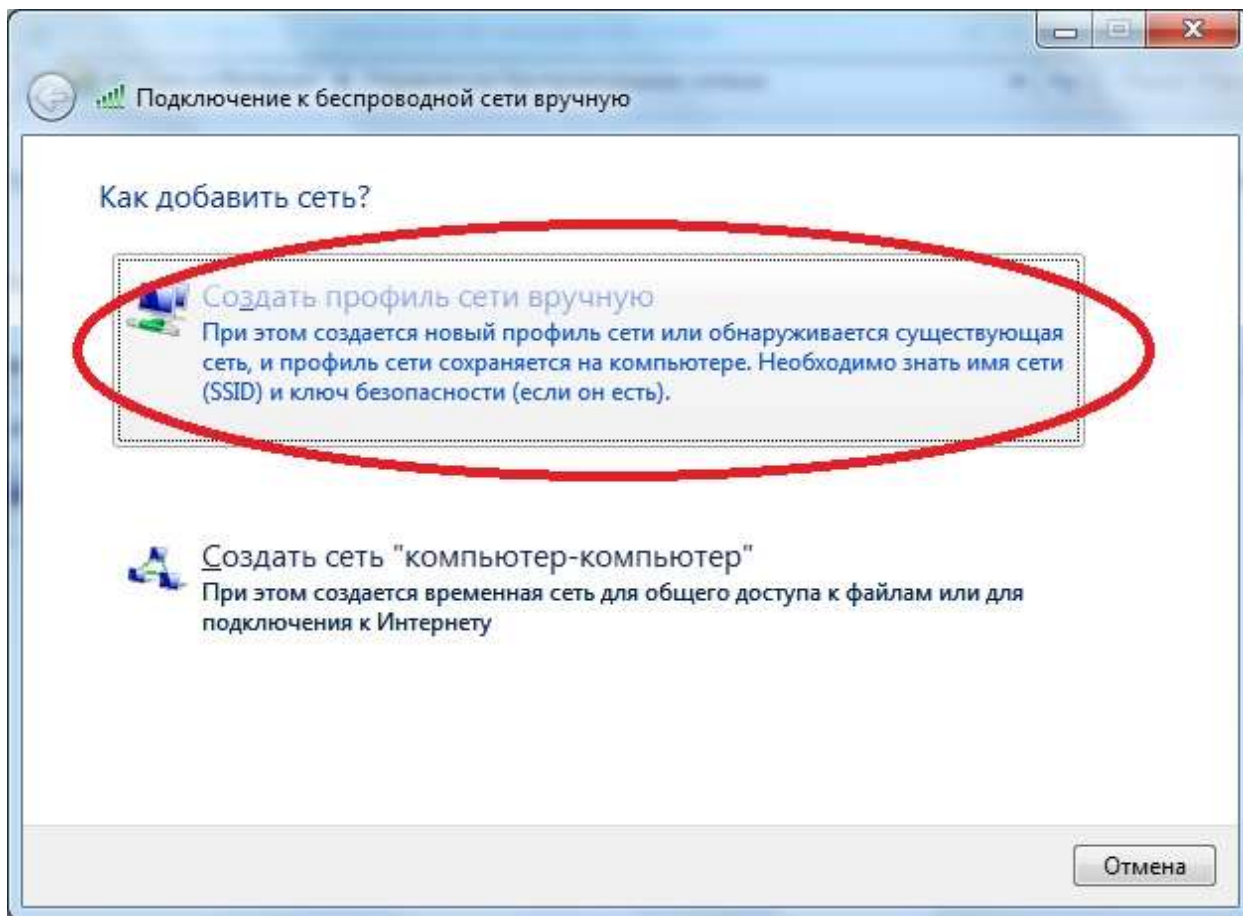 Подключение к беспроводной сети вручную
Как добавить сеть?
Создать профиль сети вручную
При этом создается новый профиль сети или обнаруживается существующая
сеть, и профиль сети сохраняется на компьютере. Необходимо знать имя сети
(SSID) и ключ безопасности (если он есть).
Создать сеть "компьютер-компьютер"
При этом создается временная сеть для общего доступа к файлам или для
подключения к Интернету
Отмена